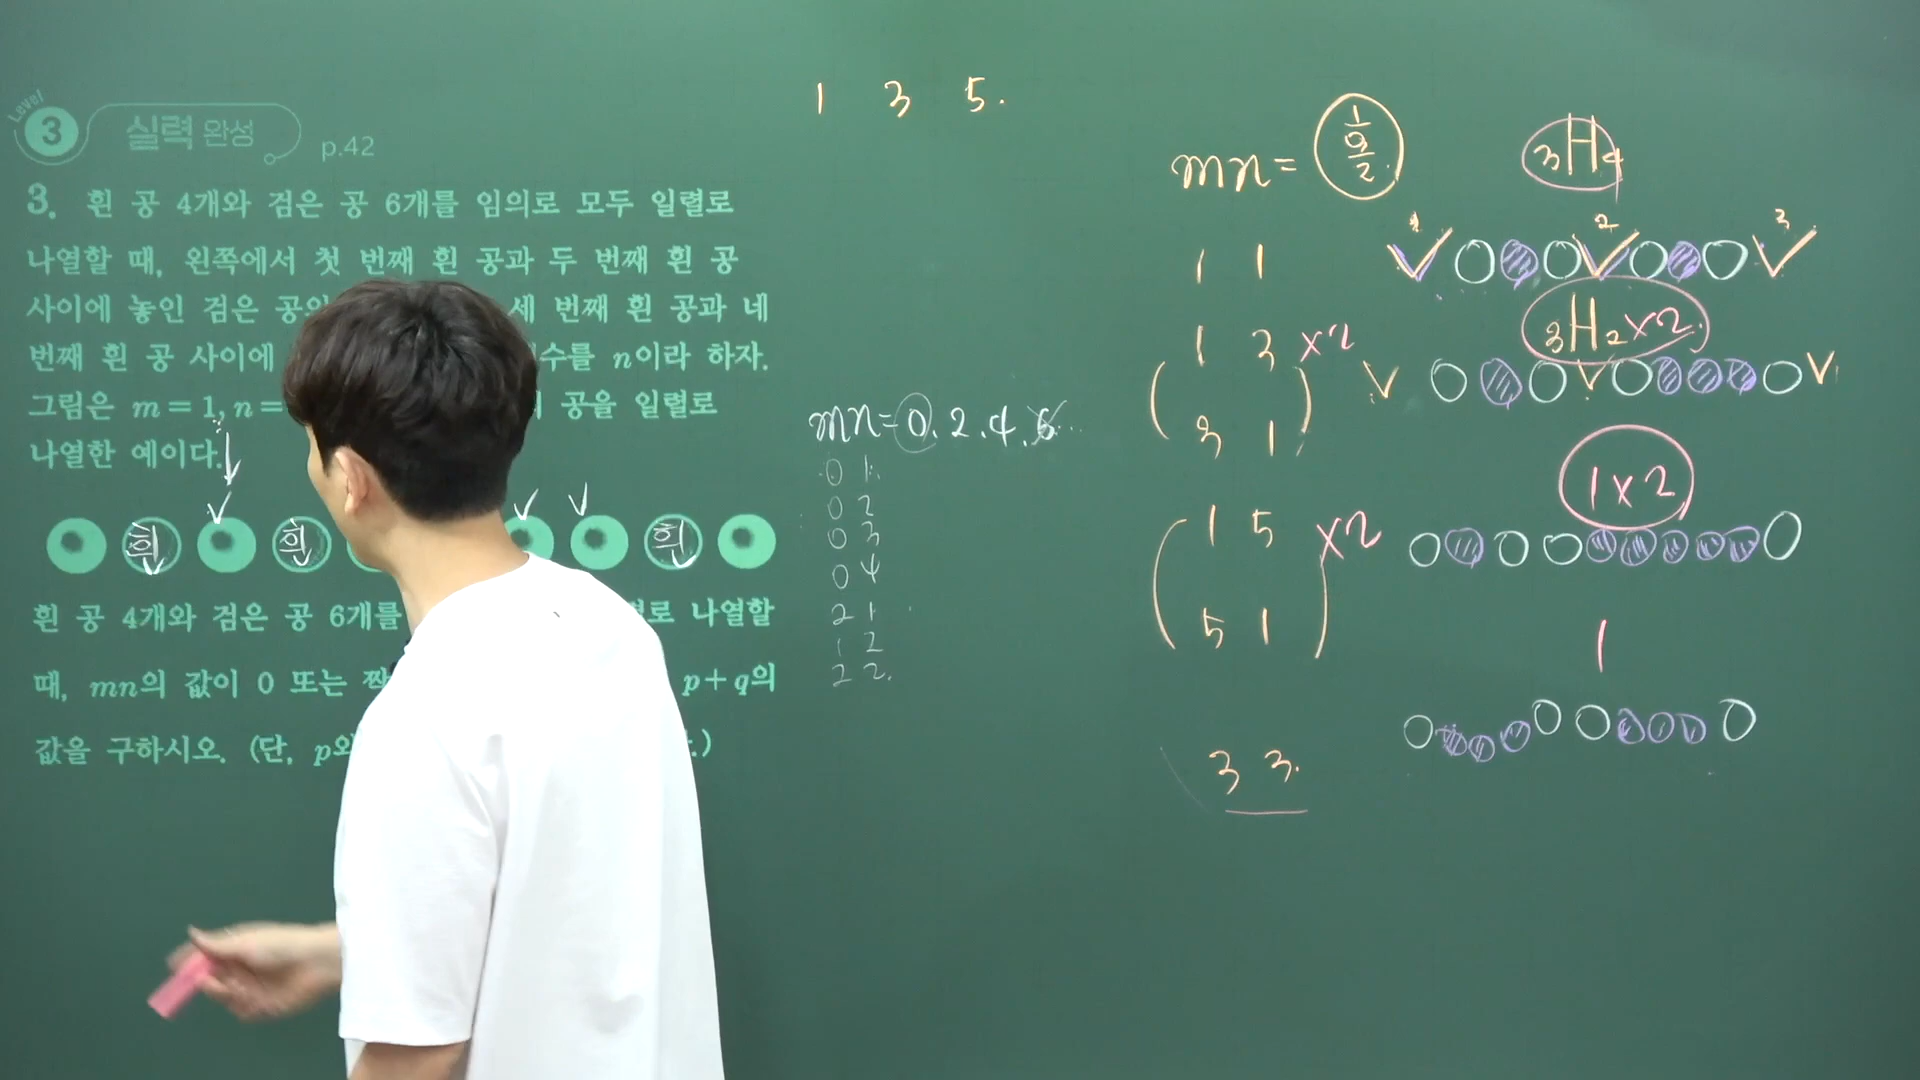 Level 3 실력 완성 p.42
3. 흰 공 4개와 검은 공 6개를 임의로 모두 일렬로
나열할 때, 왼쪽에서 첫 번째 흰 공과 두 번째 흰 공
사이에 놓인 검은 세 번째 흰 공과 네
번째 흰 공 사이에 수를 n이라 하자.
그림은 m=1, n= 공을 일렬로
나열한 예이다.
흰 흰 흰
흰 공 4개와 검은 공 6개를 로 나열할
때, mn의 값이 0 또는 p+q의
값을 구하시오. (단, p와 .)
1 3 5.
mn=0.2.4.6...
0 1
0 2
0 3
0 4
2 1
1 2
2 2.
mn= 3H4
1 1
1 2 3
3H2×2
1 3 ×2
3 1
1×2
1 5 ×2
5 1
1
3 3.